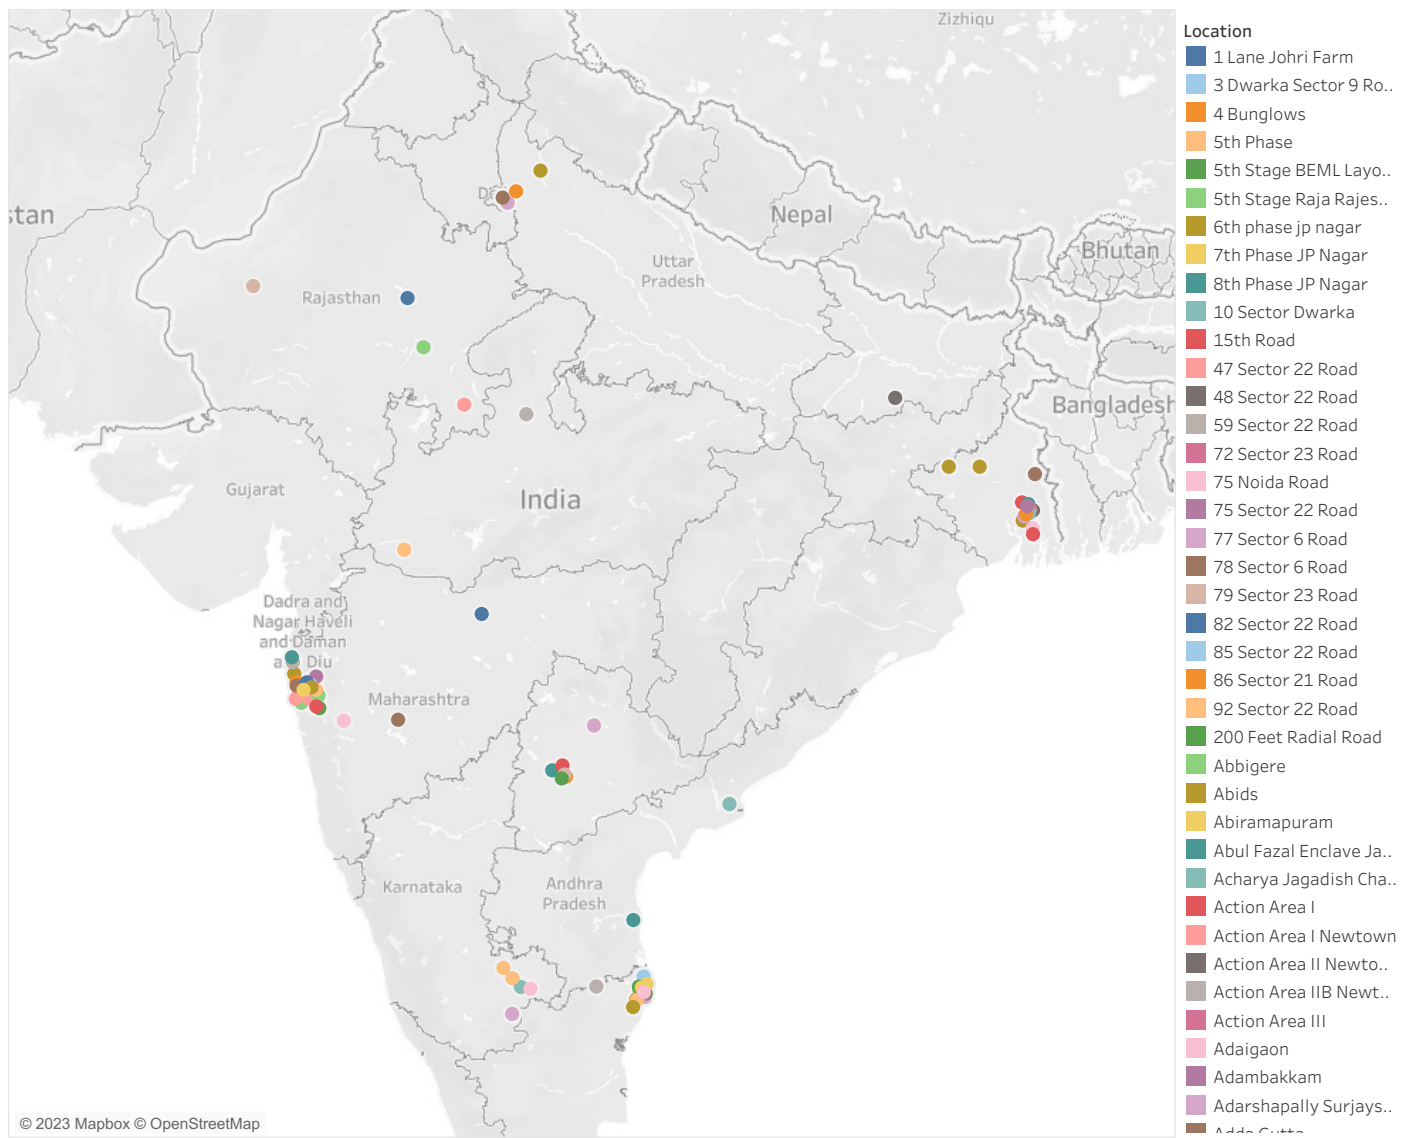 Zizhiqu
stan
Nepal
Bhutan
Uttar
Pradesh
Rajasthan
Bangladesh
Gujarat
India
Dadra and
Nagar Haveli
and Daman
Diu
Maharashtra
Karnataka
Andhra
Pradesh
© 2023 Mapbox © OpenStreetMap
Location
1 Lane Johri Farm
3 Dwarka Sector 9 Ro..
4 Bunglows
5th Phase
5th Stage BEML Layo..
5th Stage Raja Rajes..
6th phase jp nagar
7th Phase JP Nagar
8th Phase JP Nagar
10 Sector Dwarka
15th Road
47 Sector 22 Road
48 Sector 22 Road
59 Sector 22 Road
72 Sector 23 Road
75 Noida Road
75 Sector 22 Road
77 Sector 6 Road
78 Sector 6 Road
79 Sector 23 Road
82 Sector 22 Road
85 Sector 22 Road
86 Sector 21 Road
92 Sector 22 Road
200 Feet Radial Road
Abbigere
Abids
Abiramapuram
Abul Fazal Enclave Ja..
Acharya Jagadish Cha..
Action Area I
Action Area I Newtown
Action Area II Newto..
Action Area IIB Newt..
Action Area III
Adaigaon
Adambakkam
Adarshapally Surjays..